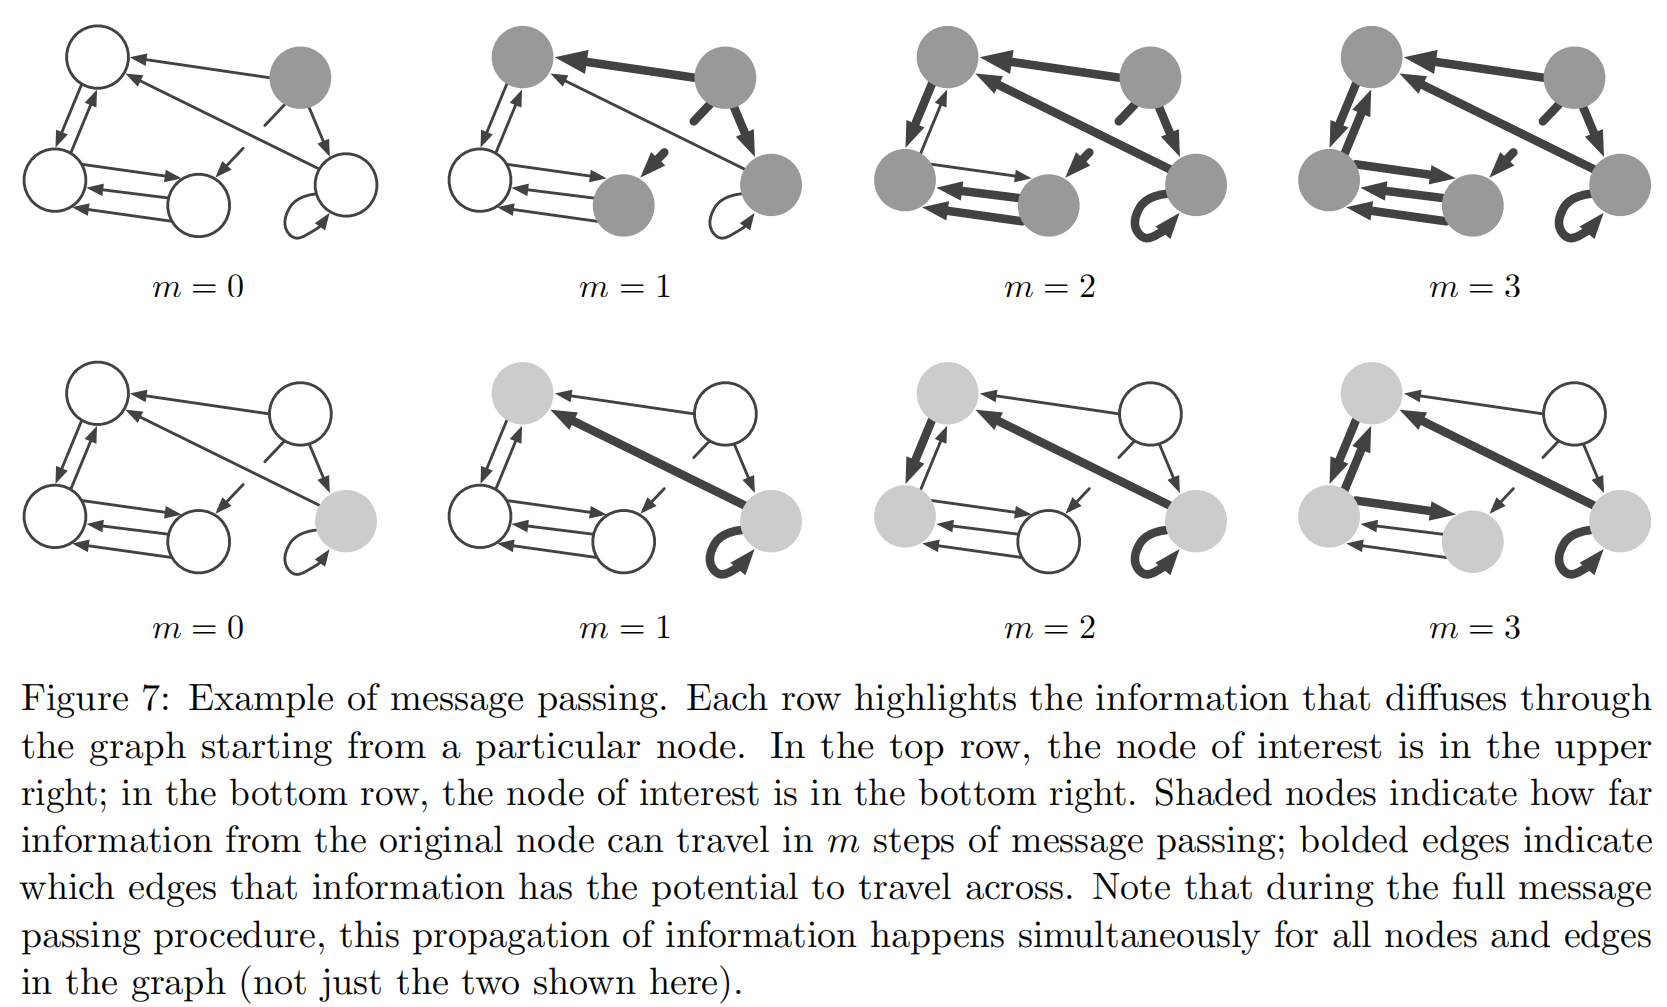 m = 0 m = 1 m = 2 m = 3
m = 0 m = 1 m = 2 m = 3
Figure 7: Example of message passing. Each row highlights the information that diffuses through
the graph starting from a particular node. In the top row, the node of interest is in the upper
right; in the bottom row, the node of interest is in the bottom right. Shaded nodes indicate how far
information from the original node can travel in m steps of message passing; bolded edges indicate
which edges that information has the potential to travel across. Note that during the full message
passing procedure, this propagation of information happens simultaneously for all nodes and edges
in the graph (not just the two shown here).